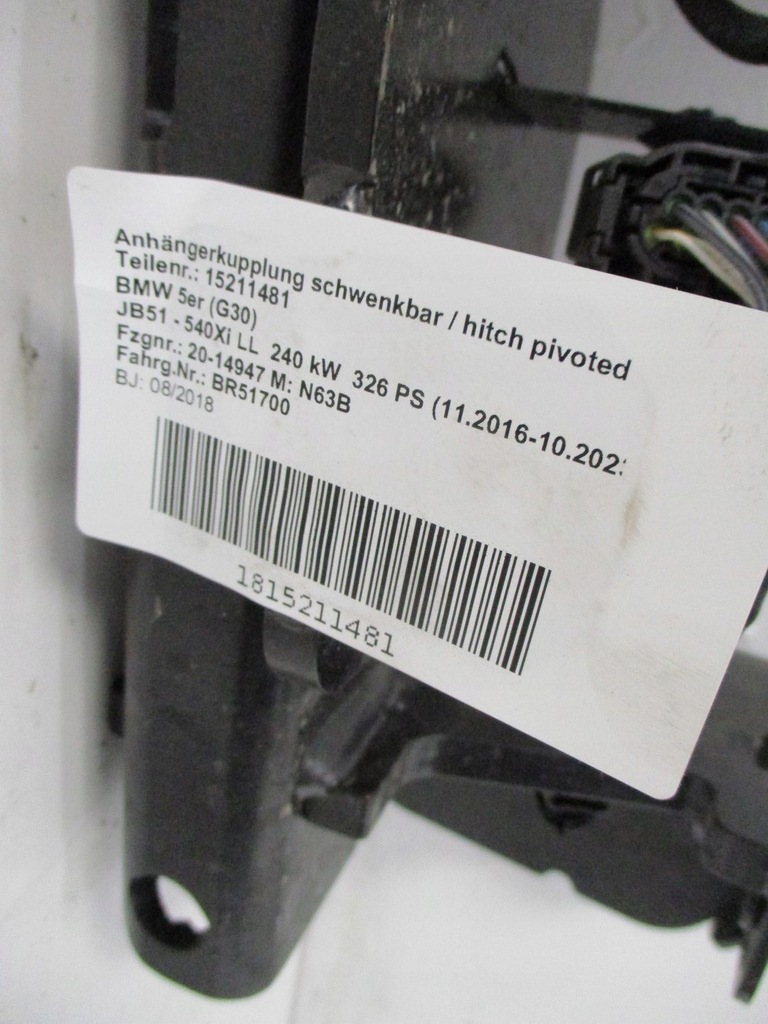 Anhängerkupplung schwenkbar / hitch pivoted
Teilenr.: 15211481
BMW 5er (G30)
JB51 - 540Xi LL 240 kW 326 PS (11.2016-10.202
Fzgnr.: 20-14947 M: N63B
Fahrg.Nr.: BR51700
BJ: 08/2018
1815211481